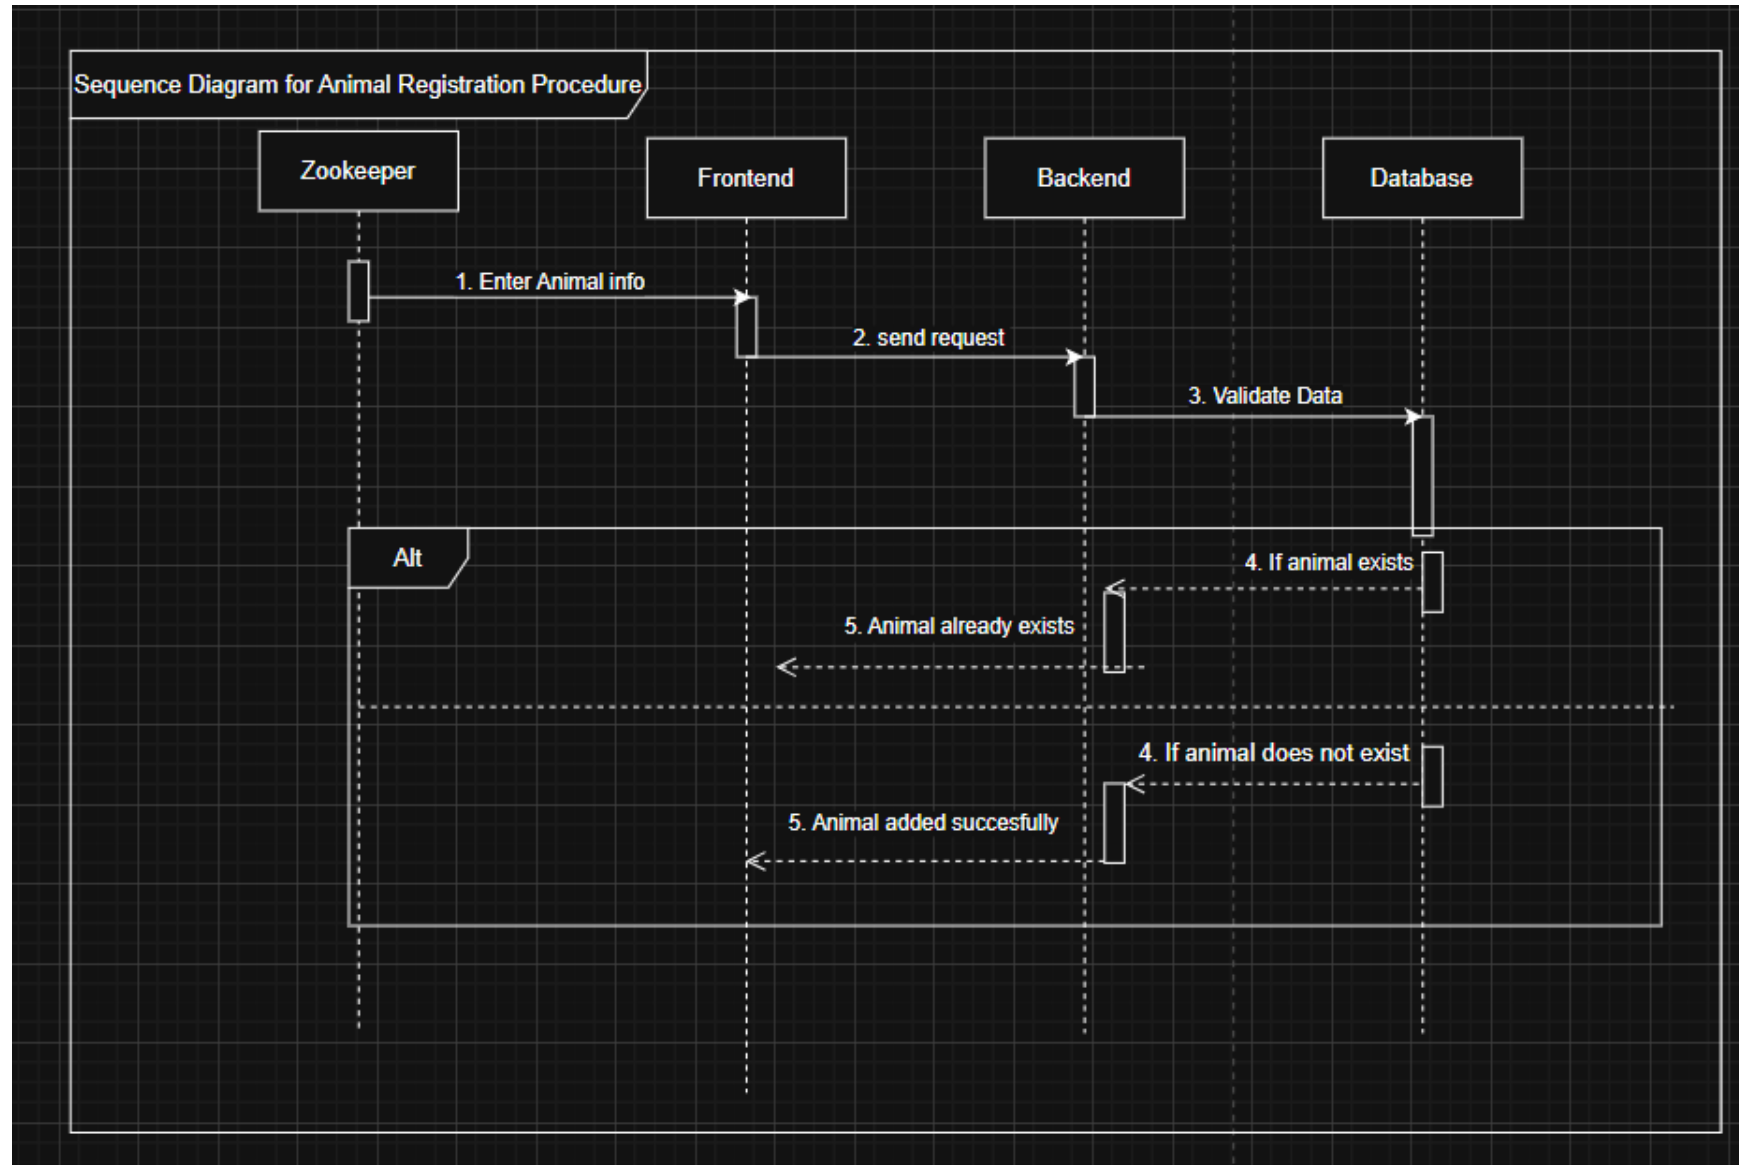 Sequence Diagram for Animal Registration Procedure
Zookeeper
Frontend
Backend
Database
1. Enter Animal info
2. send request
3. Validate Data
Alt
4. If animal exists
5. Animal already exists
4. If animal does not exist
5. Animal added succesfully